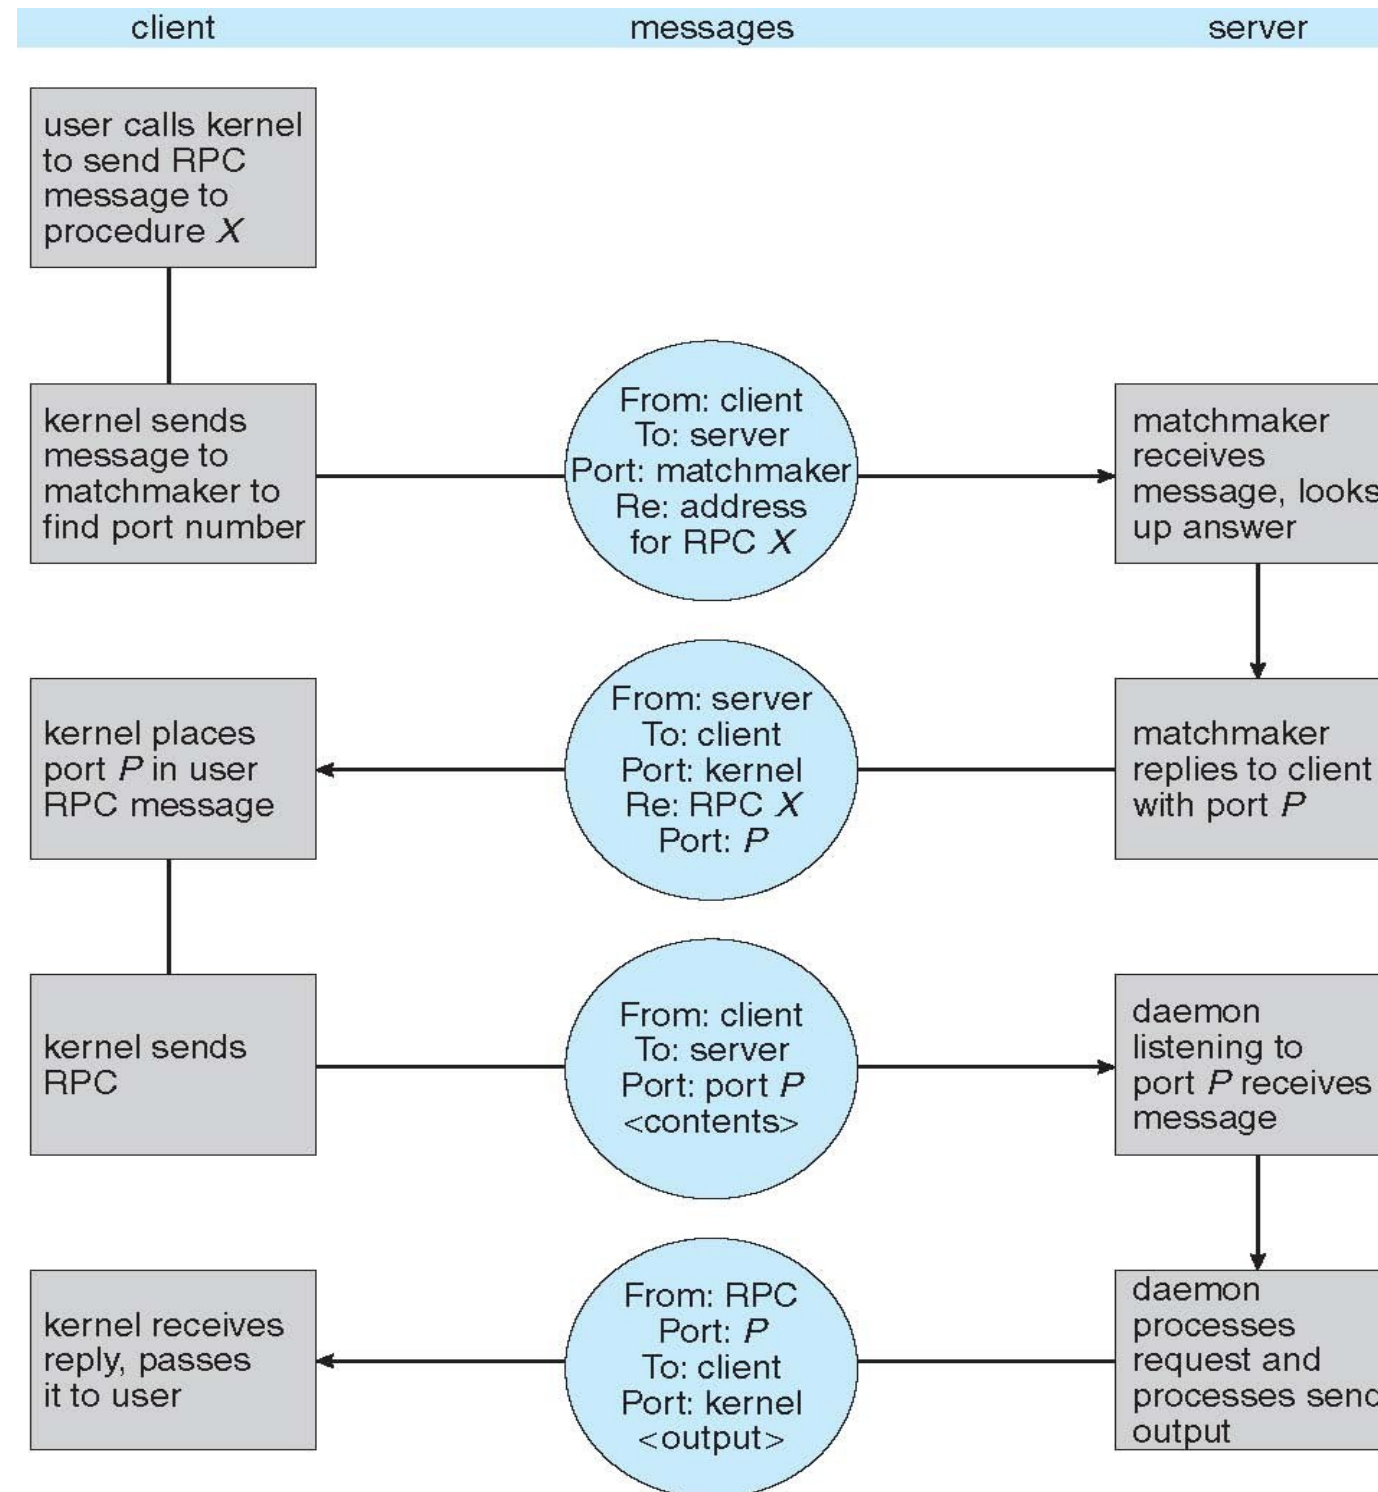 client
messages
server
user calls kernel
to send RPC
message to
procedure X
kernel sends
message to
matchmaker to
find port number
From: client
To: server
Port: matchmaker
Re: address
for RPC X
matchmaker
receives
message, looks
up answer
kernel places
port P in user
RPC message
From: server
To: client
Port: kernel
Re: RPC X
Port: P
matchmaker
replies to client
with port P
kernel sends
RPC
From: client
To: server
Port: port P
<contents>
daemon
listening to
port P receives
message
kernel receives
reply, passes
it to user
From: RPC
Port: P
To: client
Port: kernel
<output>
daemon
processes
request and
processes send
output